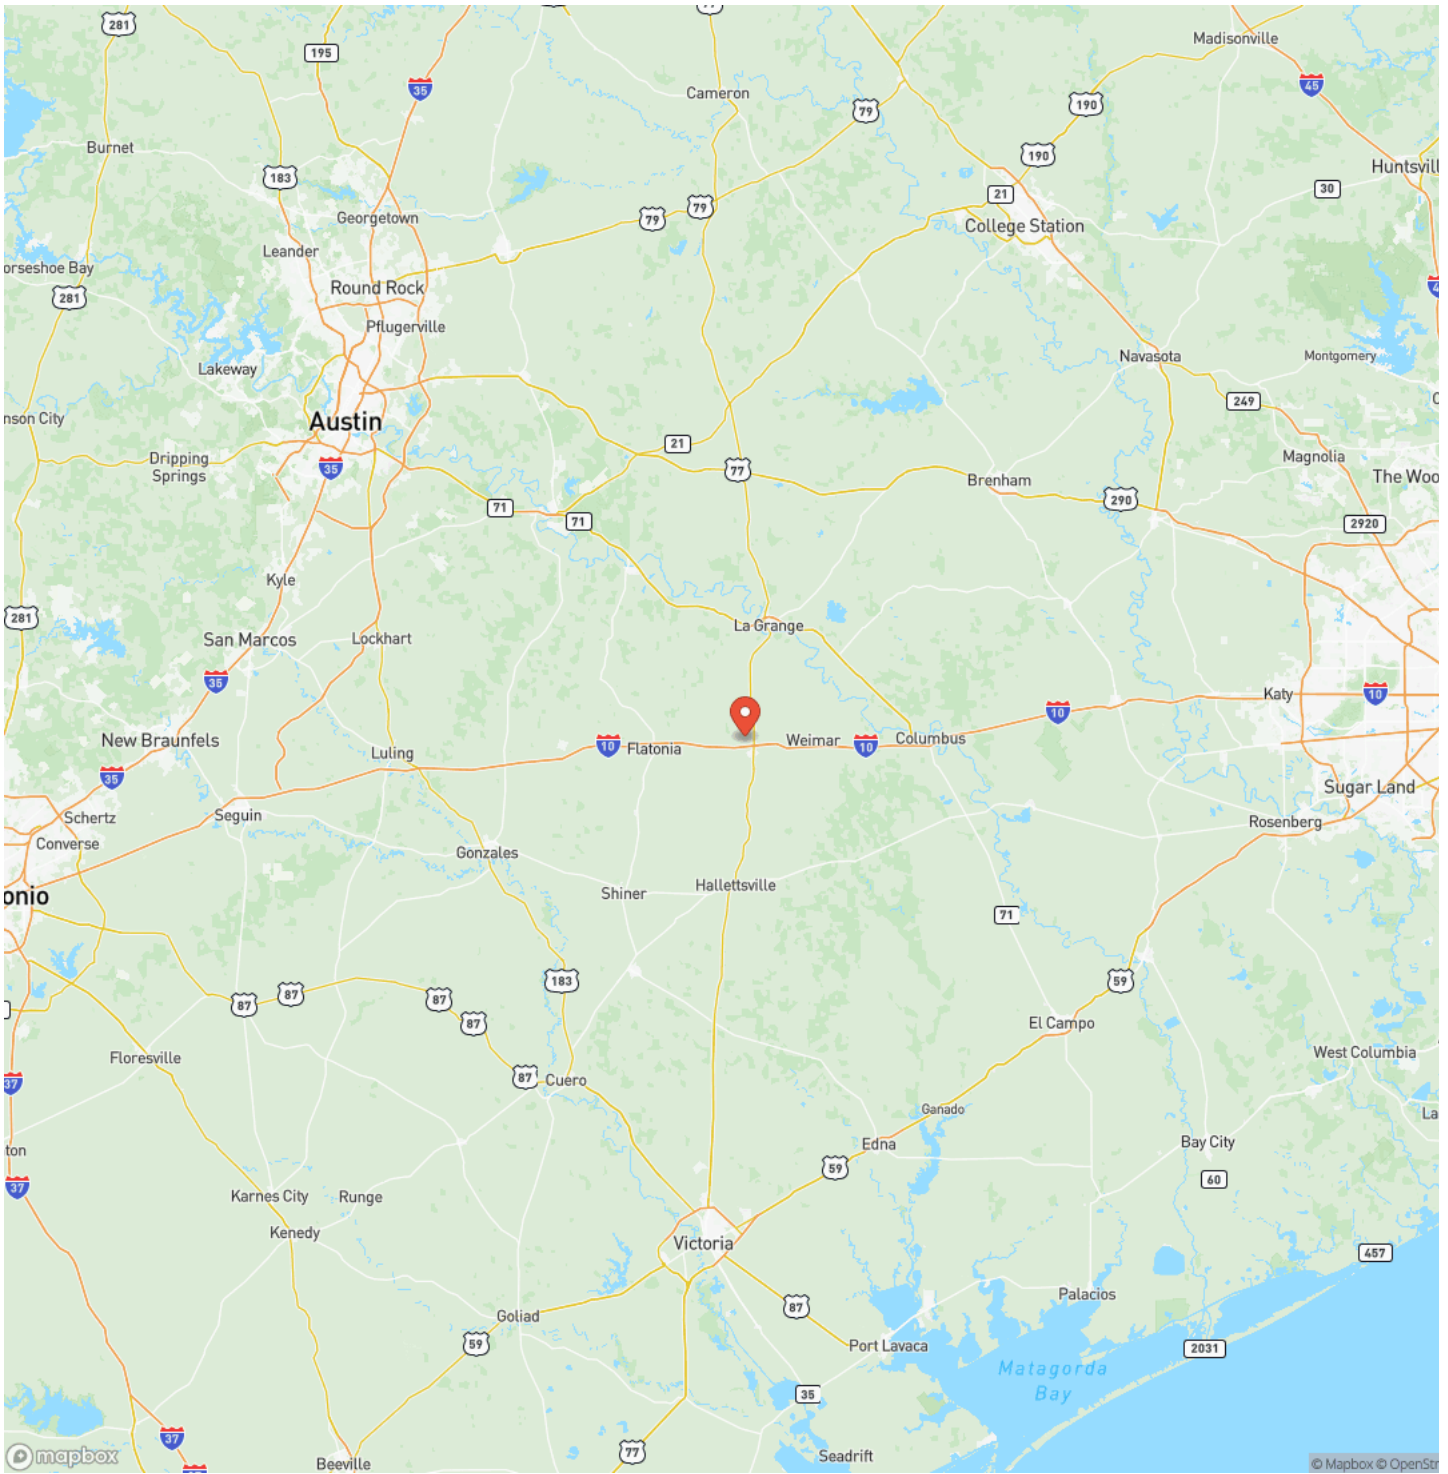 77
281
Madisonville
195
35
45
Cameron
190
79
Burnet
190
Huntsvill
183
30
21
79
79
Georgetown
College Station
Leander
orseshoe Bay
281
Round Rock
4
Pflugerville
Navasota
Montgomery
Lakeway
249
C
nson City
Austin
21
Dripping
Springs
35
77
Magnolia
The Woo
Brenham
290
71
71
2920
Kyle
281
La Grange
San Marcos
Lockhart
35
Katy
10
10
New Braunfels
10
Flatonia
Weimar
10
Columbus
Luling
35
Sugar Land
Schertz
Seguin
Rosenberg
Converse
Gonzales
onio
Shiner
Hallettsville
71
183
59
87
87
87
87
El Campo
Floresville
West Columbia
87
Cuero
37
Ganado
La
ton
Edna
Bay City
59
60
37
Karnes City
Runge
Kenedy
Victoria
457
Palacios
Goliad
87
59
Port Lavaca
2031
Matagorda
Bay
35
37
77
Seadrift
mapbox
Beeville
© Mapbox © OpenStr